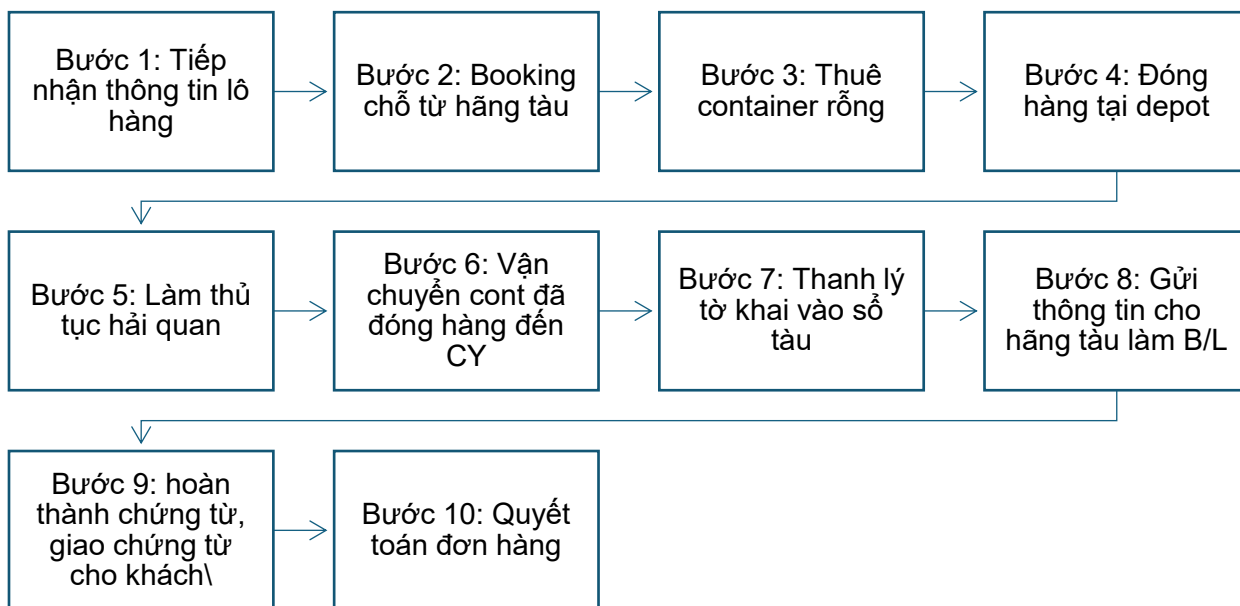 Bước 1: Tiếp
nhận thông tin lô
hàng
Bước 2: Booking
chỗ từ hãng tàu
Bước 3: Thuê
container rỗng
Bước 4: Đóng
hàng tại depot
Bước 5: Làm thủ
tục hải quan
Bước 6: Vận
chuyển cont đã
đóng hàng đến
CY
Bước 7: Thanh lý
tờ khai vào sổ
tàu
Bước 8: Gửi
thông tin cho
hãng tàu làm B/L
Bước 9: hoàn
thành chứng từ,
giao chứng từ
cho khách\
Bước 10: Quyết
toán đơn hàng